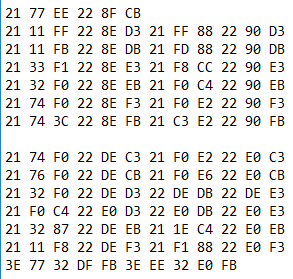 21 77 EE 22 8F CB
21 11 FF 22 8E D3 21 FF 88 22 90 D3
21 11 FB 22 8E DB 21 FD 88 22 90 DB
21 33 F1 22 8E E3 21 F8 CC 22 90 E3
21 32 F0 22 8E EB 21 F0 C4 22 90 EB
21 74 F0 22 8E F3 21 F0 E2 22 90 F3
21 74 3C 22 8E FB 21 C3 E2 22 90 FB

21 74 F0 22 DE C3 21 F0 E2 22 E0 C3
21 76 F0 22 DE CB 21 F0 E6 22 E0 CB
21 32 F0 22 DE D3 22 DE DB 22 DE E3
21 F0 C4 22 E0 D3 22 E0 DB 22 E0 E3
21 32 87 22 DE EB 21 1E C4 22 E0 EB
21 11 F8 22 DE F3 21 F1 88 22 E0 F3
3E 77 32 DF FB 3E EE 32 E0 FB